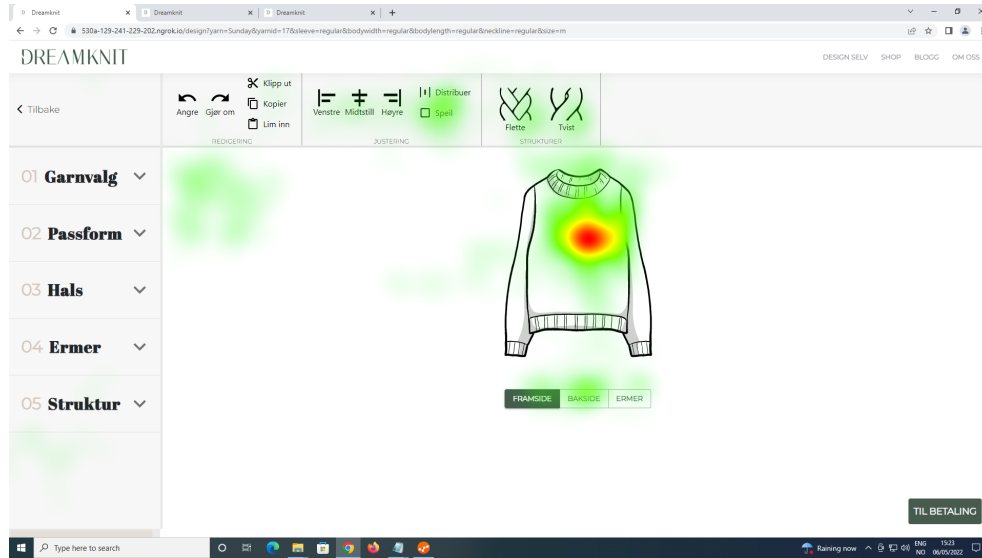 Dreamknit
Dreamknit
Dreamknit
530a-129-241-229-202.ngrok.io/design?yarn=Sunday&yarnid=17&sleeve=regular&bodywidth=regular&bodylength=regular&neckline=regular&size=m
DREAMKNIT
DESIGN SELV SHOP BLOGG OM OSS
Tilbake
Angre Gjør om
Klipp ut
Kopier
Lim inn
REDIGERING
Venstre Midtstill Høyre
Distribuer
Speil
JUSTERING
Flette Tvist
STRUKTURER
01 Garnvalg
02 Passform
03 Hals
04 Ermer
05 Struktur
FRAMSIDE BAKSIDE ERMER
TIL BETALING
Type here to search
Raining now
ENG
NO
15:23
06/05/2022